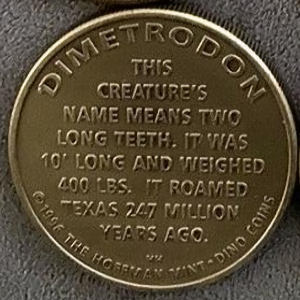 DIMETRODON
THIS
CREATURE'S
NAME MEANS TWO
LONG TEETH. IT WAS
10' LONG AND WEIGHED
400 LBS. IT ROAMED
TEXAS 247 MILLION
YEARS AGO.
©1996 THE HOFFMAN MINT • DINO COINS